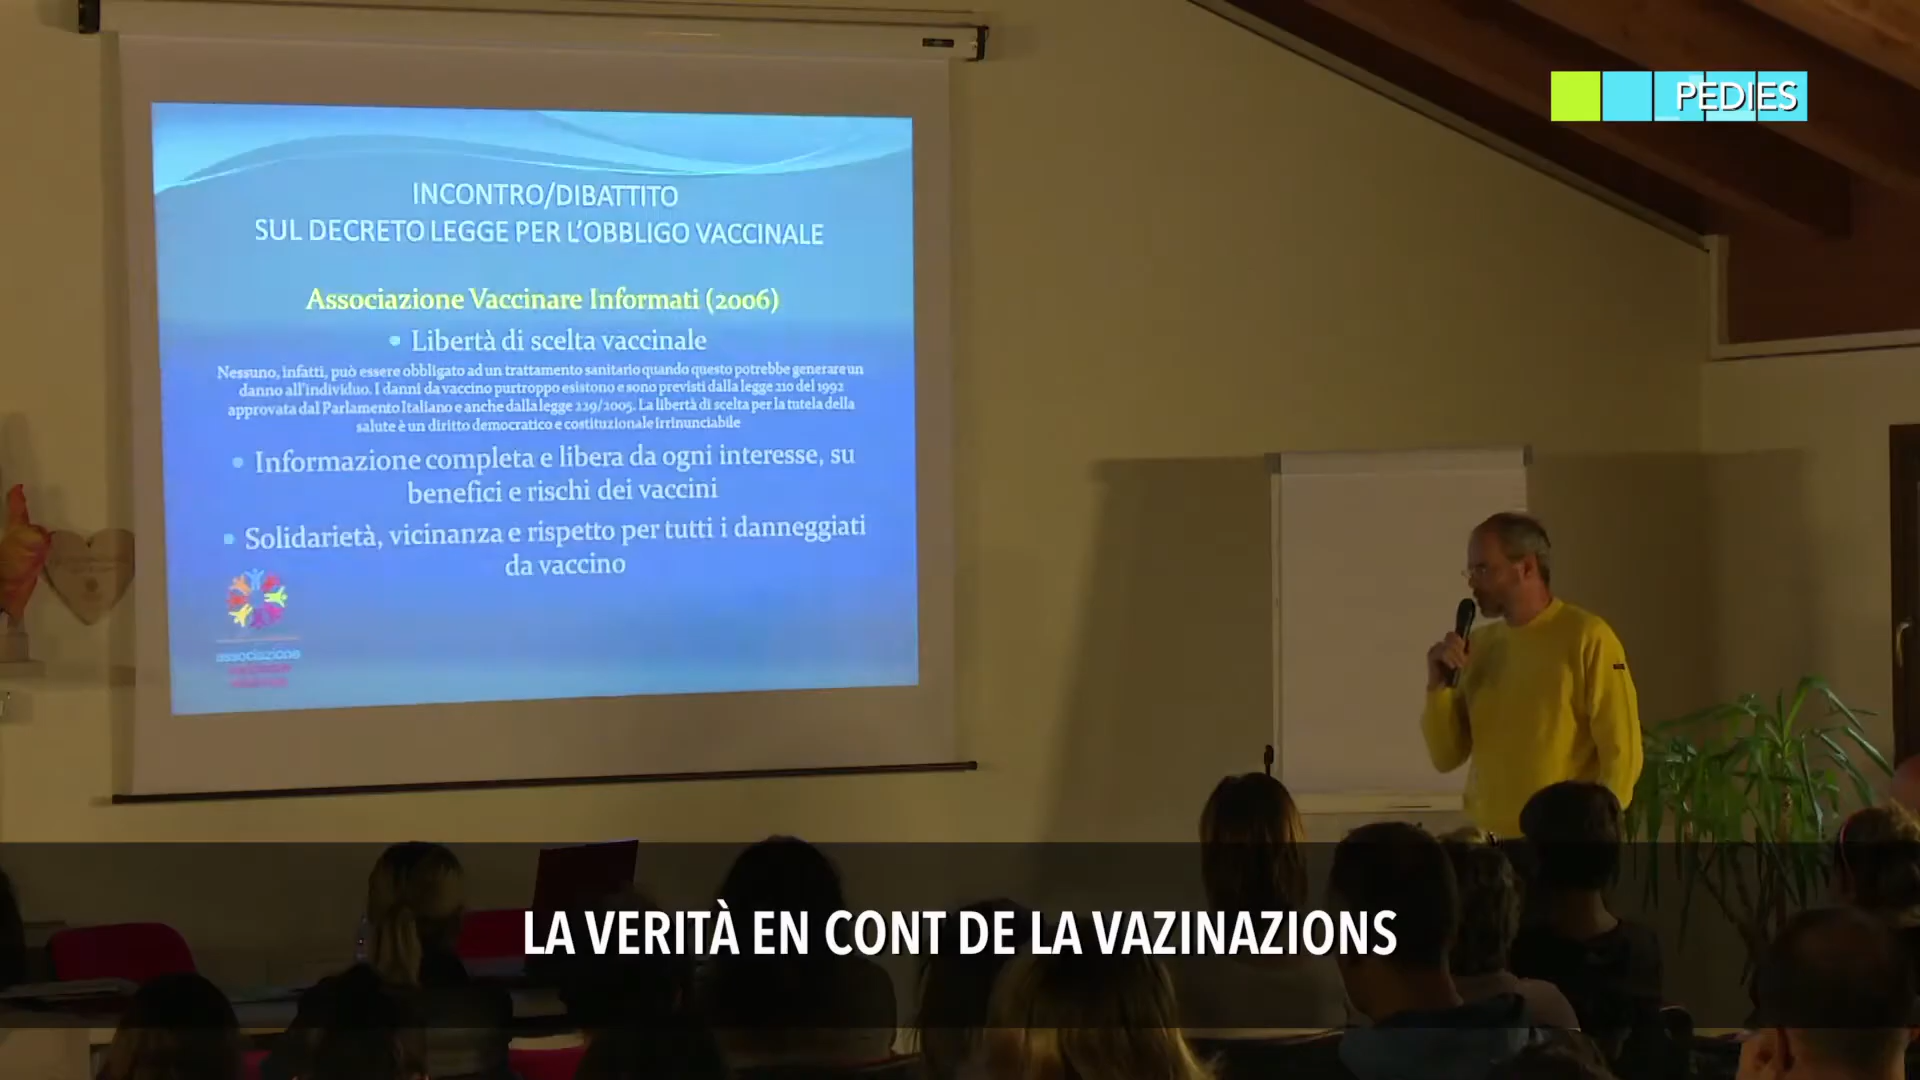 PEDIES
INCONTRO/DIBATTITO
SUL DECRETO LEGGE PER L'OBBLIGO VACCINALE
Associazione Vaccinare Informati (2006)
• Libertà di scelta vaccinale
Nessuno, infatti, può essere obbligato ad un trattamento sanitario quando questo potrebbe generare un
danno all'individuo. I danni da vaccino purtroppo esistono e sono previsti dalla legge 210 del 1992
approvata dal Parlamento Italiano e anche dalla legge 229/2005. La libertà di scelta per la tutela della
salute è un diritto democratico e costituzionale irrinunciabile
• Informazione completa e libera da ogni interesse, su
benefici e rischi dei vaccini
• Solidarietà, vicinanza e rispetto per tutti i danneggiati
da vaccino
associazione
LA VERITÀ EN CONT DE LA VAZINAZIONS